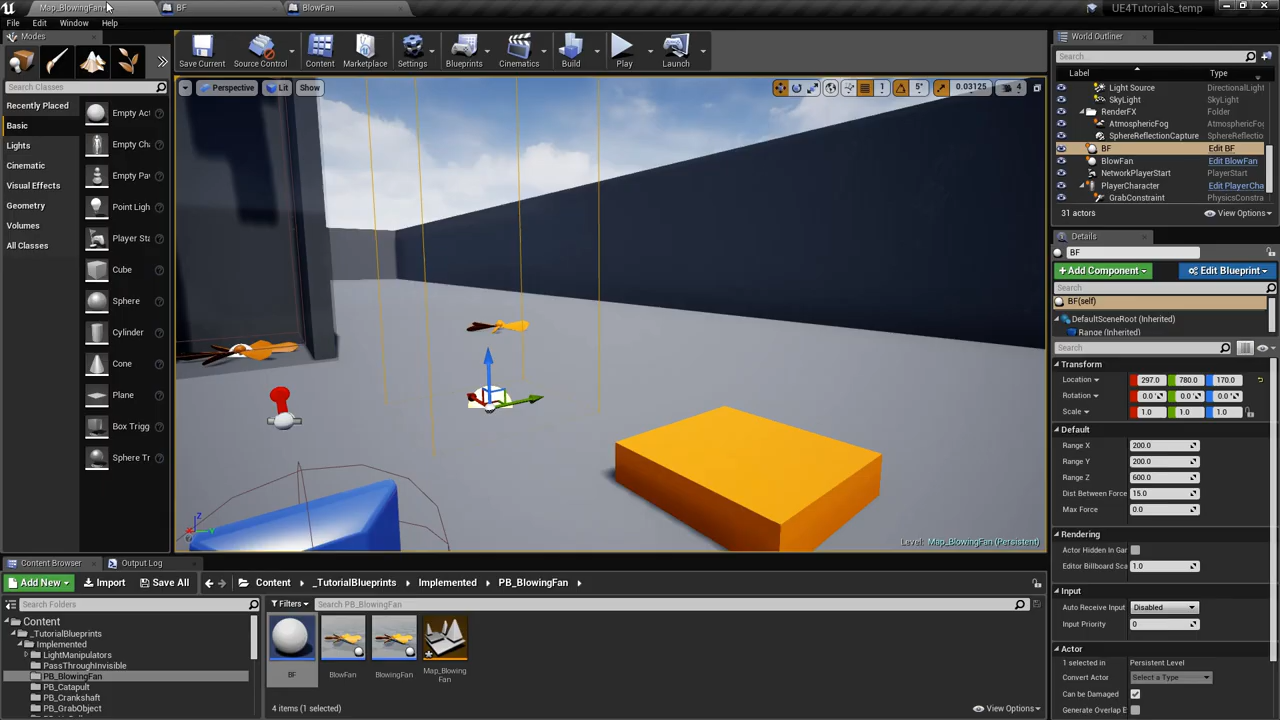 Map_BlowingFan*
BF
BlowFan
UE4Tutorials_temp
File Edit Window Help
Modes
Search Classes
Recently Placed
Basic
Lights
Cinematic
Visual Effects
Geometry
Volumes
All Classes
Empty Act
Empty Cha
Empty Pa
Point Ligh
Player Sta
Cube
Sphere
Cylinder
Cone
Plane
Box Trigg
Sphere Tr
Save Current
Source Control
Content
Marketplace
Settings
Blueprints
Cinematics
Build
Play
Launch
Perspective
Lit
Show
1
5°
0.03125
4
Level: Map_BlowingFan (Persistent)
World Outliner
Search
Label Type
Light Source DirectionalLight
SkyLight SkyLight
RenderFX Folder
AtmosphericFog AtmosphericFog
SphereReflectionCapture SphereReflectio
BF Edit BF
BlowFan Edit BlowFan
NetworkPlayerStart PlayerStart
PlayerCharacter Edit PlayerCha
GrabConstraint PhysicsConstra
31 actors
View Options
Details
BF
Add Component
Edit Blueprint
Search
BF(self)
DefaultSceneRoot (Inherited)
Range (Inherited)
Search
Transform
Location 297.0 780.0 170.0
Rotation 0.0 ° 0.0 ° 0.0 °
Scale 1.0 1.0 1.0
Default
Range X 200.0
Range Y 200.0
Range Z 600.0
Dist Between Force 15.0
Max Force 0.0
Rendering
Actor Hidden In Gar
Editor Billboard Sca 1.0
Input
Auto Receive Input Disabled
Input Priority 0
Actor
1 selected in Persistent Level
Convert Actor Select a Type
Can be Damaged
Generate Overlap E
Content Browser
Output Log
Add New
Import
Save All
Content
_TutorialBlueprints
Implemented
PB_BlowingFan
Search Folders
Content
_TutorialBlueprints
Implemented
LightManipulators
PassThroughInvisible
PB_BlowingFan
PB_Catapult
PB_Crankshaft
PB_GrabObject
Filters
Search PB_BlowingFan
BF
BlowFan
BlowingFan
Map_Blowing
Fan
4 items (1 selected)
View Options